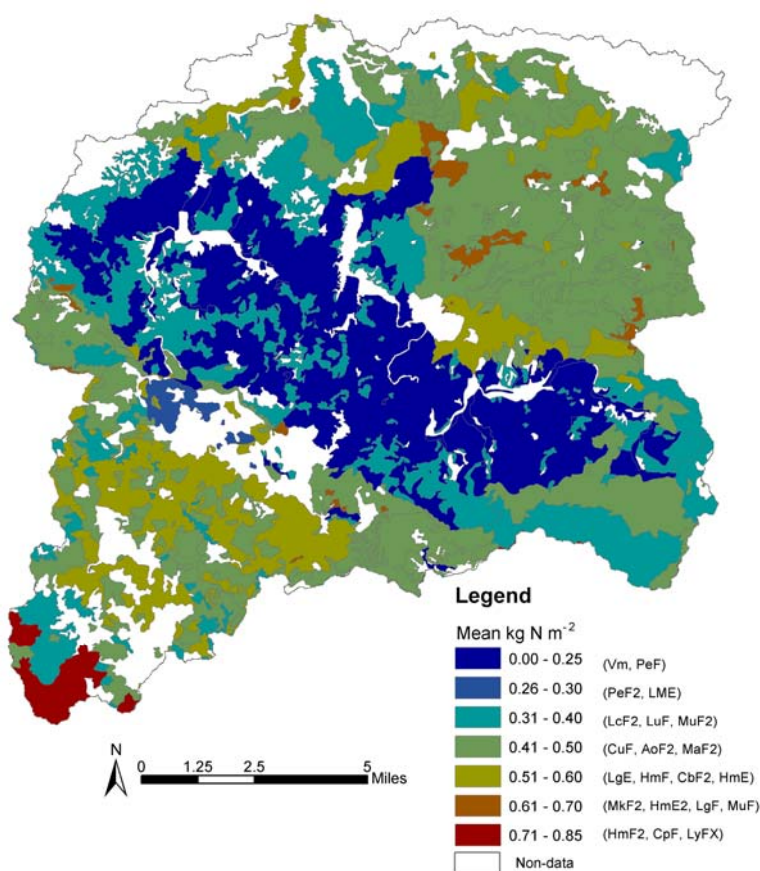 Legend
Mean kg N m⁻²
0.00 - 0.25 (Vm, PeF)
0.26 - 0.30 (PeF2, LME)
0.31 - 0.40 (LcF2, LuF, MuF2)
0.41 - 0.50 (CuF, AoF2, MaF2)
0.51 - 0.60 (LgE, HmF, CbF2, HmE)
0.61 - 0.70 (MkF2, HmE2, LgF, MuF)
0.71 - 0.85 (HmF2, CpF, LyFX)
Non-data
N
0 1.25 2.5 5
Miles